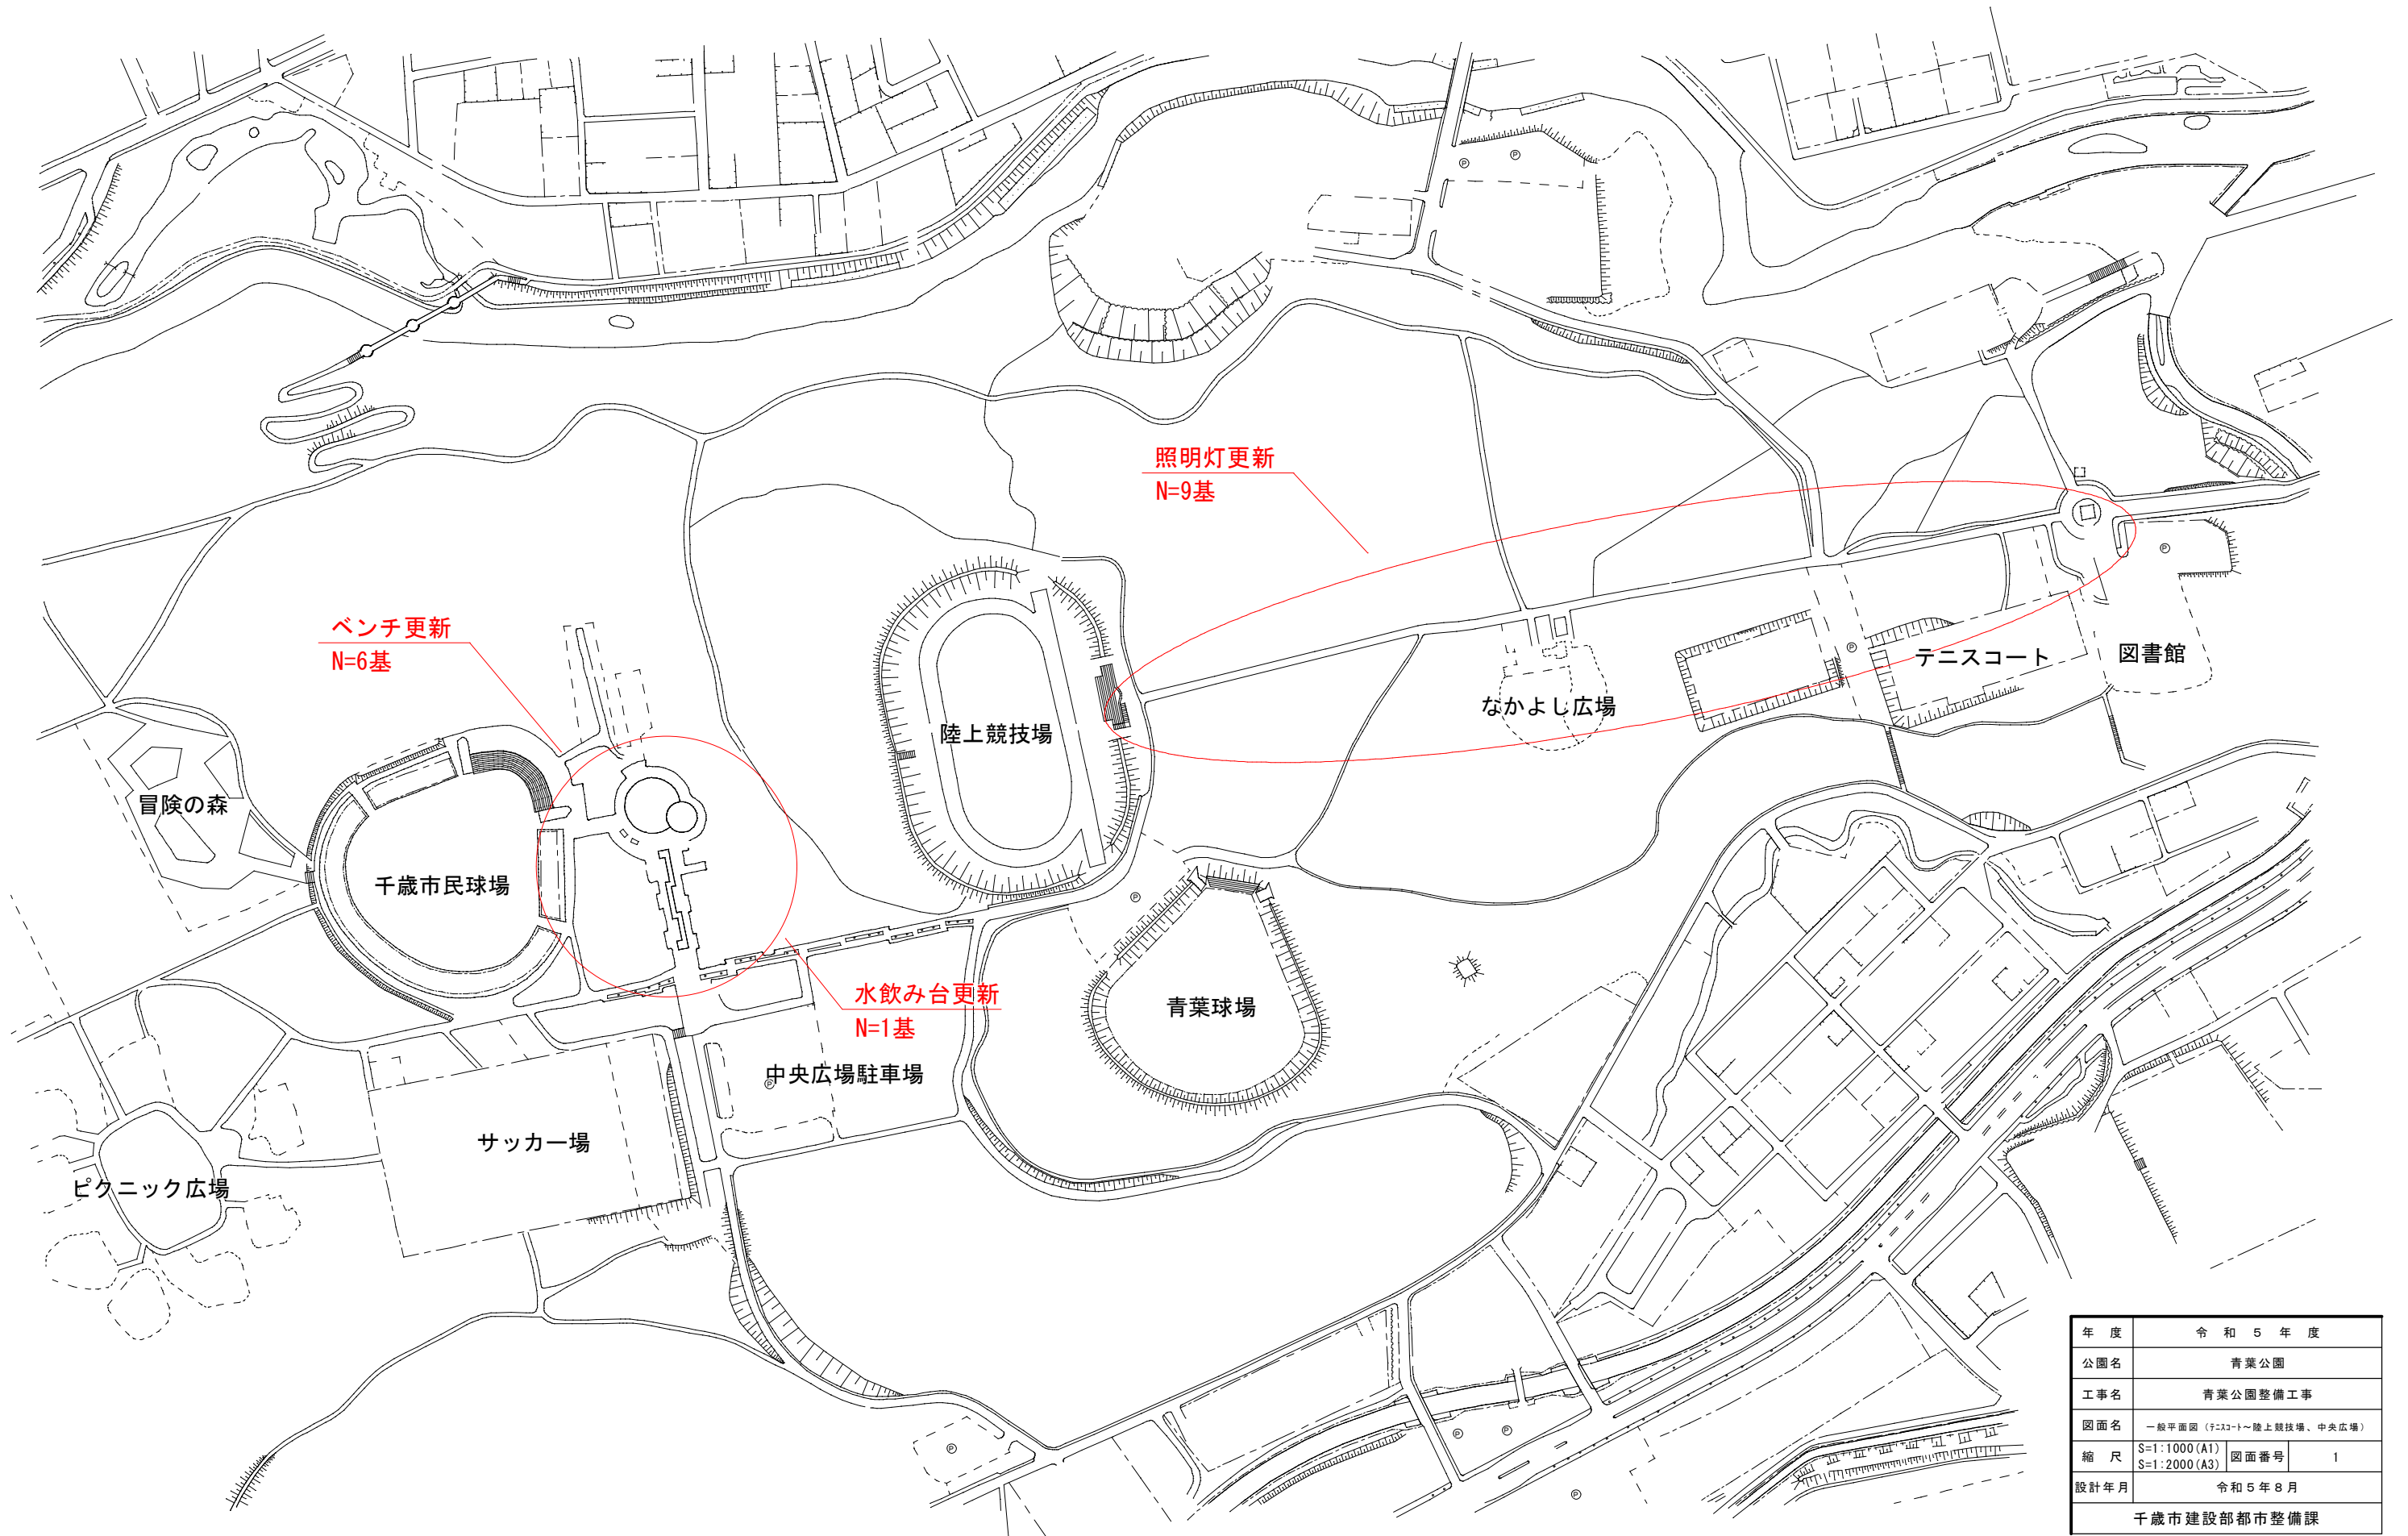 照明灯更新
N=9基
ベンチ更新
N=6基
テニスコート
図書館
なかよし広場
陸上競技場
冒険の森
千歳市民球場
水飲み台更新
N=1基
青葉球場
中央広場駐車場
サッカー場
ピクニック広場
P
P
P
P
P
P
P
P
P
P
年 度 令 和 5 年 度
公園名 青葉公園
工事名 青葉公園整備工事
図面名 一般平面図(テニスコート~陸上競技場、中央広場)
縮 尺 S=1:1000(A1) 図面番号 1
S=1:2000(A3)
設計年月 令和5年8月
千歳市建設部都市整備課